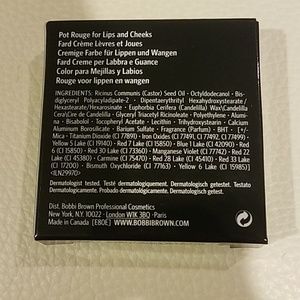 Pot Rouge for Lips and Cheeks
Fard Crème Lèvres et Joues
Cremige Farbe für Lippen und Wangen
Fard Creme per Labbra e Guance
Color para Mejillas y Labios
Rouge voor lippen en wangen
INGREDIENTS: Ricinus Communis (Castor) Seed Oil • Octyldodecanol • Bis-
diglyceryl Polyacyladipate-2 • Dipentaerythrityl Hexahydroxystearate
/Hexastearate/Hexarosinate • Euphorbia Cerifera (Candelilla) Wax\Candelilla
Cera\Cire de Candelilla • Glyceryl Triacetyl Ricinoleate • Polyethylene • Alumi-
na • Bisabolol • Tocopheryl Acetate • Lecithin • Trihydroxystearin • Calcium
Aluminum Borosilicate • Barium Sulfate • Fragrance (Parfum) • BHT • [+/-
Mica • Titanium Dioxide (CI 77891) • Iron Oxides (CI 77491, CI 77492, CI 77499) •
Yellow 5 Lake (CI 19140) • Red 7 Lake (CI 15850) • Blue 1 Lake (CI 42090) • Red
6 (CI 15850) • Red 30 Lake (CI 73360) • Manganese Violet (CI 77742) • Red 22
Lake (CI 45380) • Carmine (CI 75470) • Red 28 Lake (CI 45410) • Red 33 Lake
(CI 17200) • Bismuth Oxychloride (CI 77163) • Yellow 6 Lake (CI 15985)]
<ILN29970>
Dermatologist tested. Testé dermatologiquement. Dermatologisch getestet. Testato
Dermatologicamente. Probado dermatológicamente. Dermatologisch getest.
Dist. Bobbi Brown Professional Cosmetics
New York, N.Y. 10022 · London W1K 3BQ · Paris
Made in Canada [E80E] WWW.BOBBIBROWN.COM